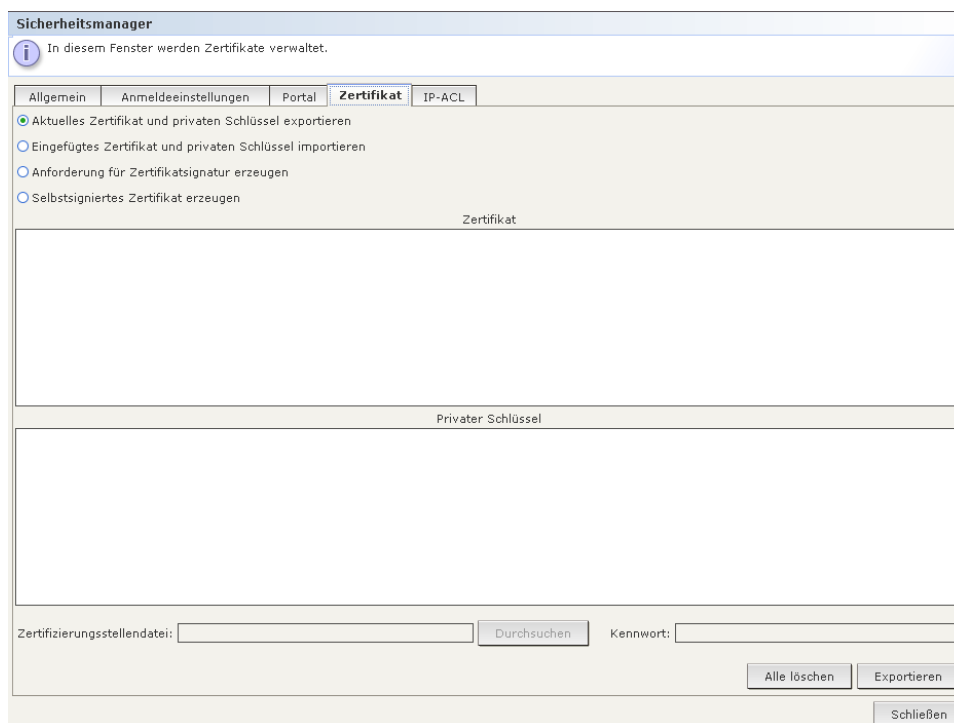 Sicherheitsmanager
In diesem Fenster werden Zertifikate verwaltet.
Allgemein Anmeldeeinstellungen Portal Zertifikat IP-ACL
Aktuelles Zertifikat und privaten Schlüssel exportieren
Eingefügtes Zertifikat und privaten Schlüssel importieren
Anforderung für Zertifikatsignatur erzeugen
Selbstsigniertes Zertifikat erzeugen
Zertifikat
Privater Schlüssel
Zertifizierungsstellendatei: Durchsuchen Kennwort:
Alle löschen Exportieren
Schließen